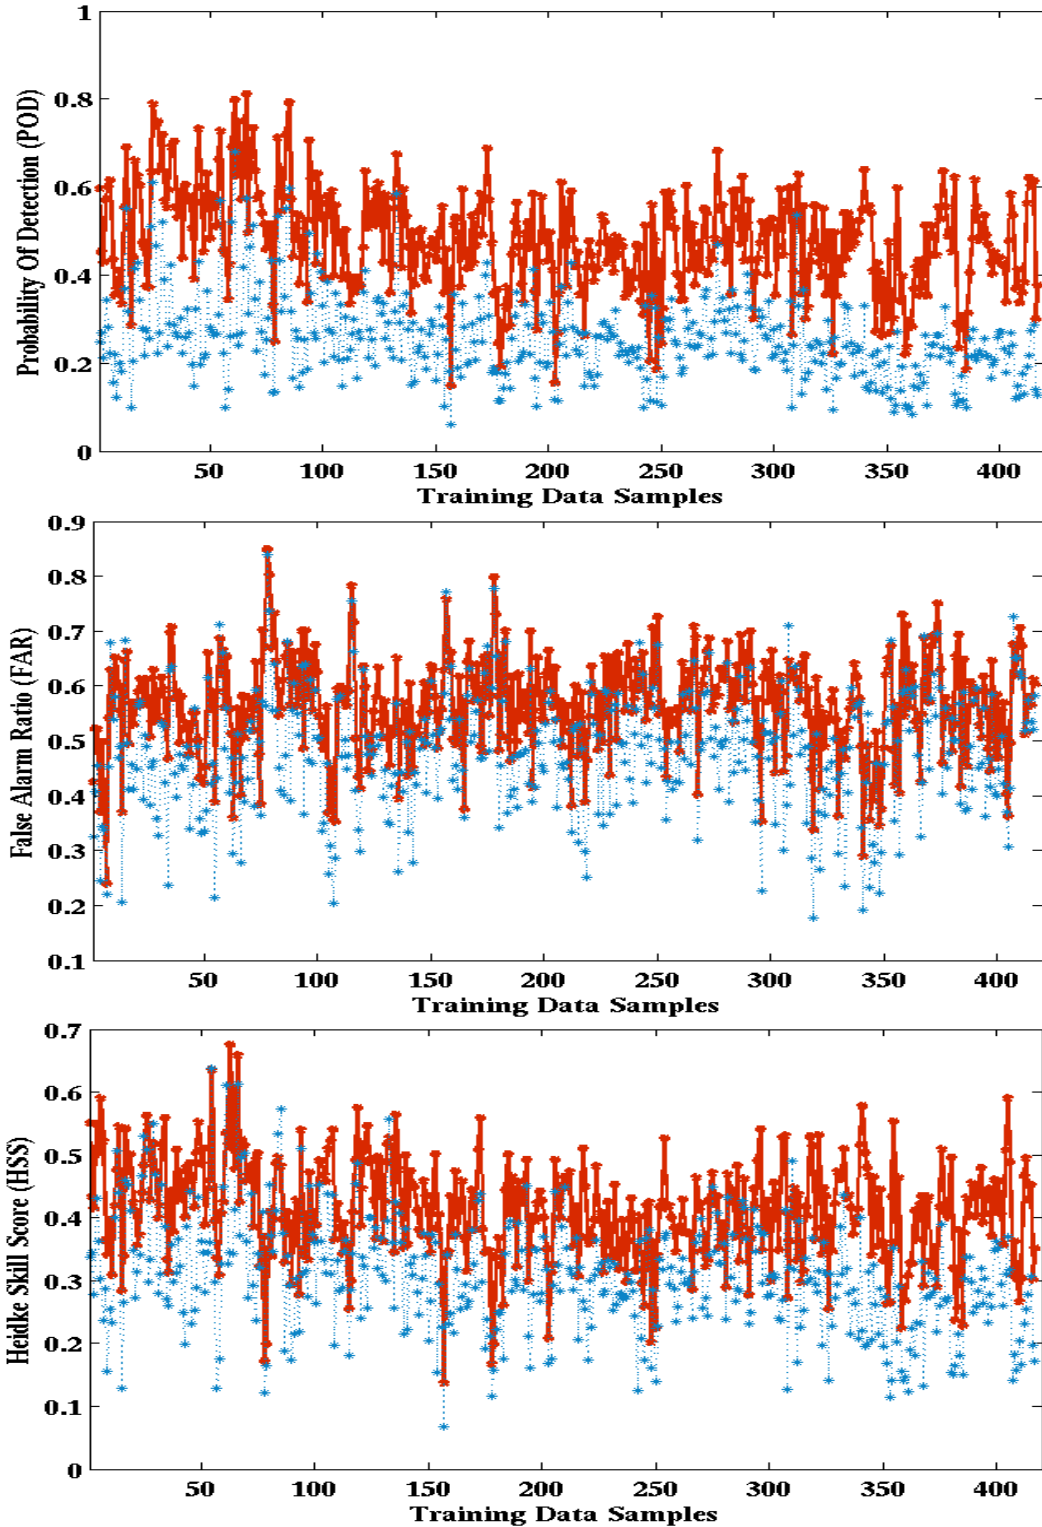 1
0.8
0.6
0.4
0.2
0
Probability Of Detection (POD)
50 100 150 200 250 300 350 400
Training Data Samples
0.9
0.8
0.7
0.6
0.5
0.4
0.3
0.2
0.1
False Alarm Ratio (FAR)
50 100 150 200 250 300 350 400
Training Data Samples
0.7
0.6
0.5
0.4
0.3
0.2
0.1
0
Heidke Skill Score (HSS)
50 100 150 200 250 300 350 400
Training Data Samples